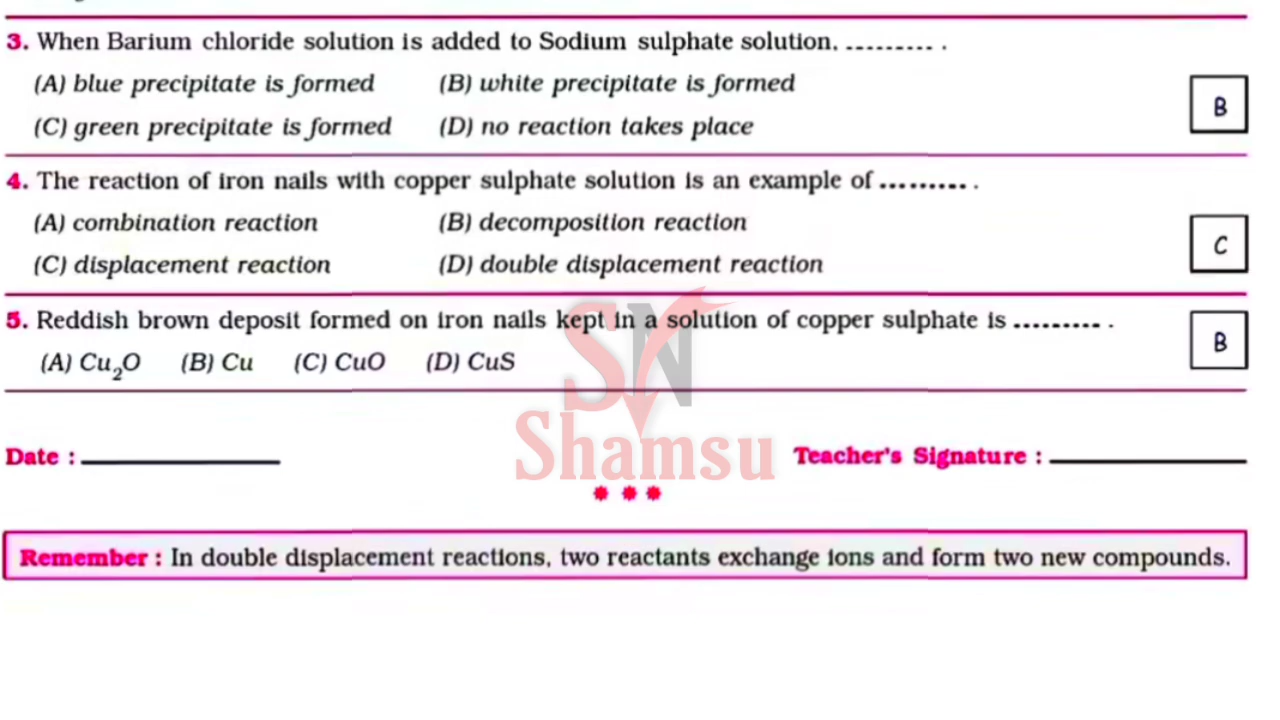 3. When Barium chloride solution is added to Sodium sulphate solution, ......... .
(A) blue precipitate is formed (B) white precipitate is formed
(C) green precipitate is formed (D) no reaction takes place
B
4. The reaction of iron nails with copper sulphate solution is an example of ......... .
(A) combination reaction (B) decomposition reaction
(C) displacement reaction (D) double displacement reaction
C
5. Reddish brown deposit formed on iron nails kept in a solution of copper sulphate is ......... .
(A) Cu₂O (B) Cu (C) CuO (D) CuS
B
SN
Shamsu
Date : Teacher's Signature :
Remember : In double displacement reactions, two reactants exchange ions and form two new compounds.